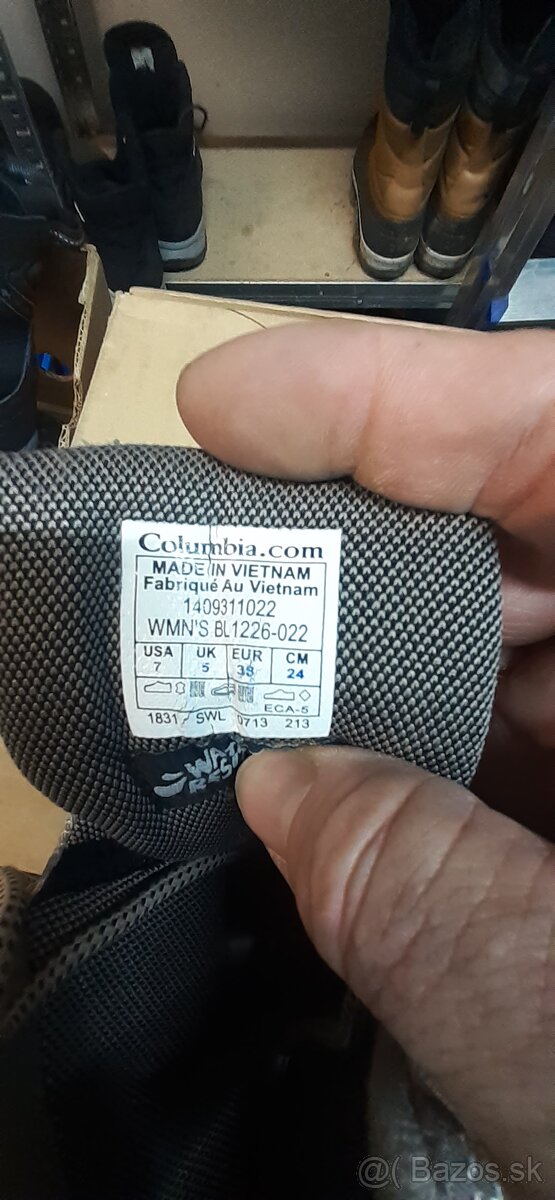 Columbia.com
MADE IN VIETNAM
Fabriqué Au Vietnam
1409311022
WMN'S BL1226-022
USA UK EUR CM
7 5 38 24
ECA-5
1831 SWL 0713 213
@( Bazos.sk